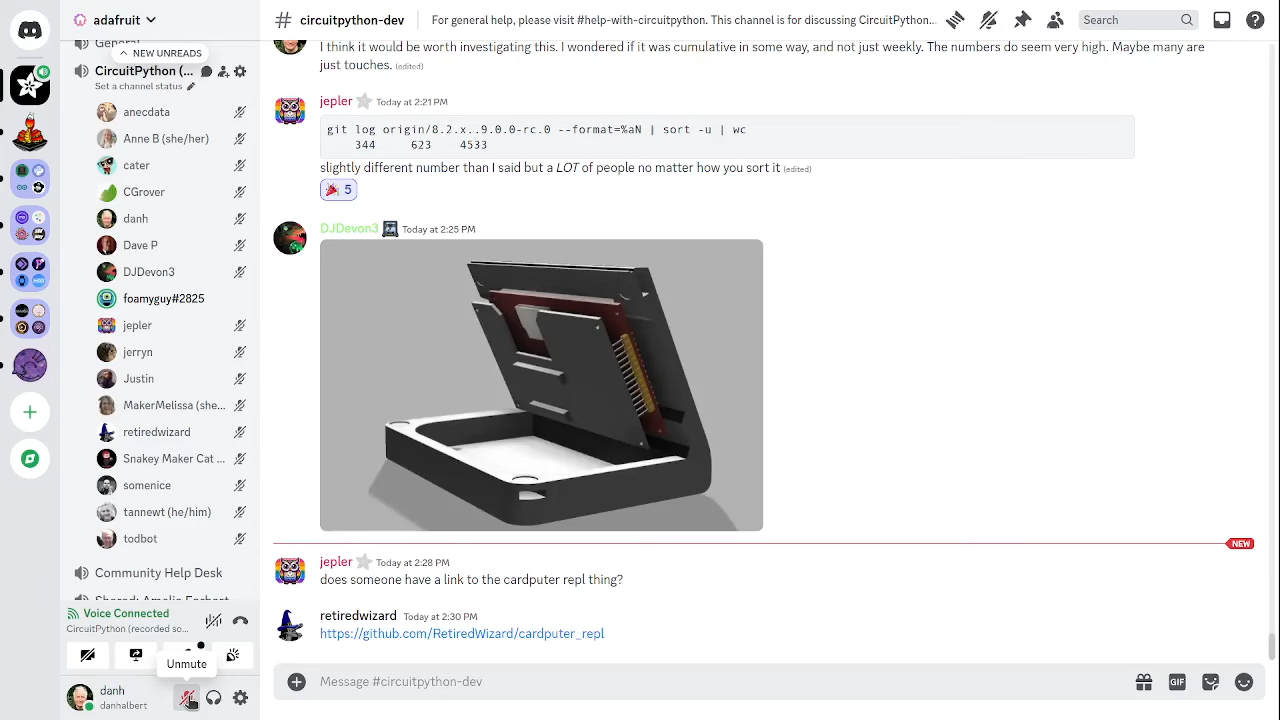 adafruit
circuitpython-dev
For general help, please visit #help-with-circuitpython. This channel is for discussing CircuitPython...
Search
General
NEW UNREADS
CircuitPython (...
Set a channel status
anecdata
Anne B (she/her)
cater
CGrover
danh
Dave P
DJDevon3
foamyguy#2825
jepler
jerryn
Justin
MakerMelissa (she...
retiredwizard
Snakey Maker Cat ...
somenice
tannewt (he/him)
todbot
Community Help Desk
Voice Connected
CircuitPython (recorded so...
Unmute
danh
danhalbert
I think it would be worth investigating this. I wondered if it was cumulative in some way, and not just weekly. The numbers do seem very high. Maybe many are
just touches. (edited)
jepler Today at 2:21 PM
git log origin/8.2.x..9.0.0-rc.0 --format=%aN | sort -u | wc
344 623 4533
slightly different number than I said but a LOT of people no matter how you sort it (edited)
5
DJDevon3 Today at 2:25 PM
NEW
jepler Today at 2:28 PM
does someone have a link to the cardputer repl thing?
retiredwizard Today at 2:30 PM
https://github.com/RetiredWizard/cardputer_repl
Message #circuitpython-dev
GIF